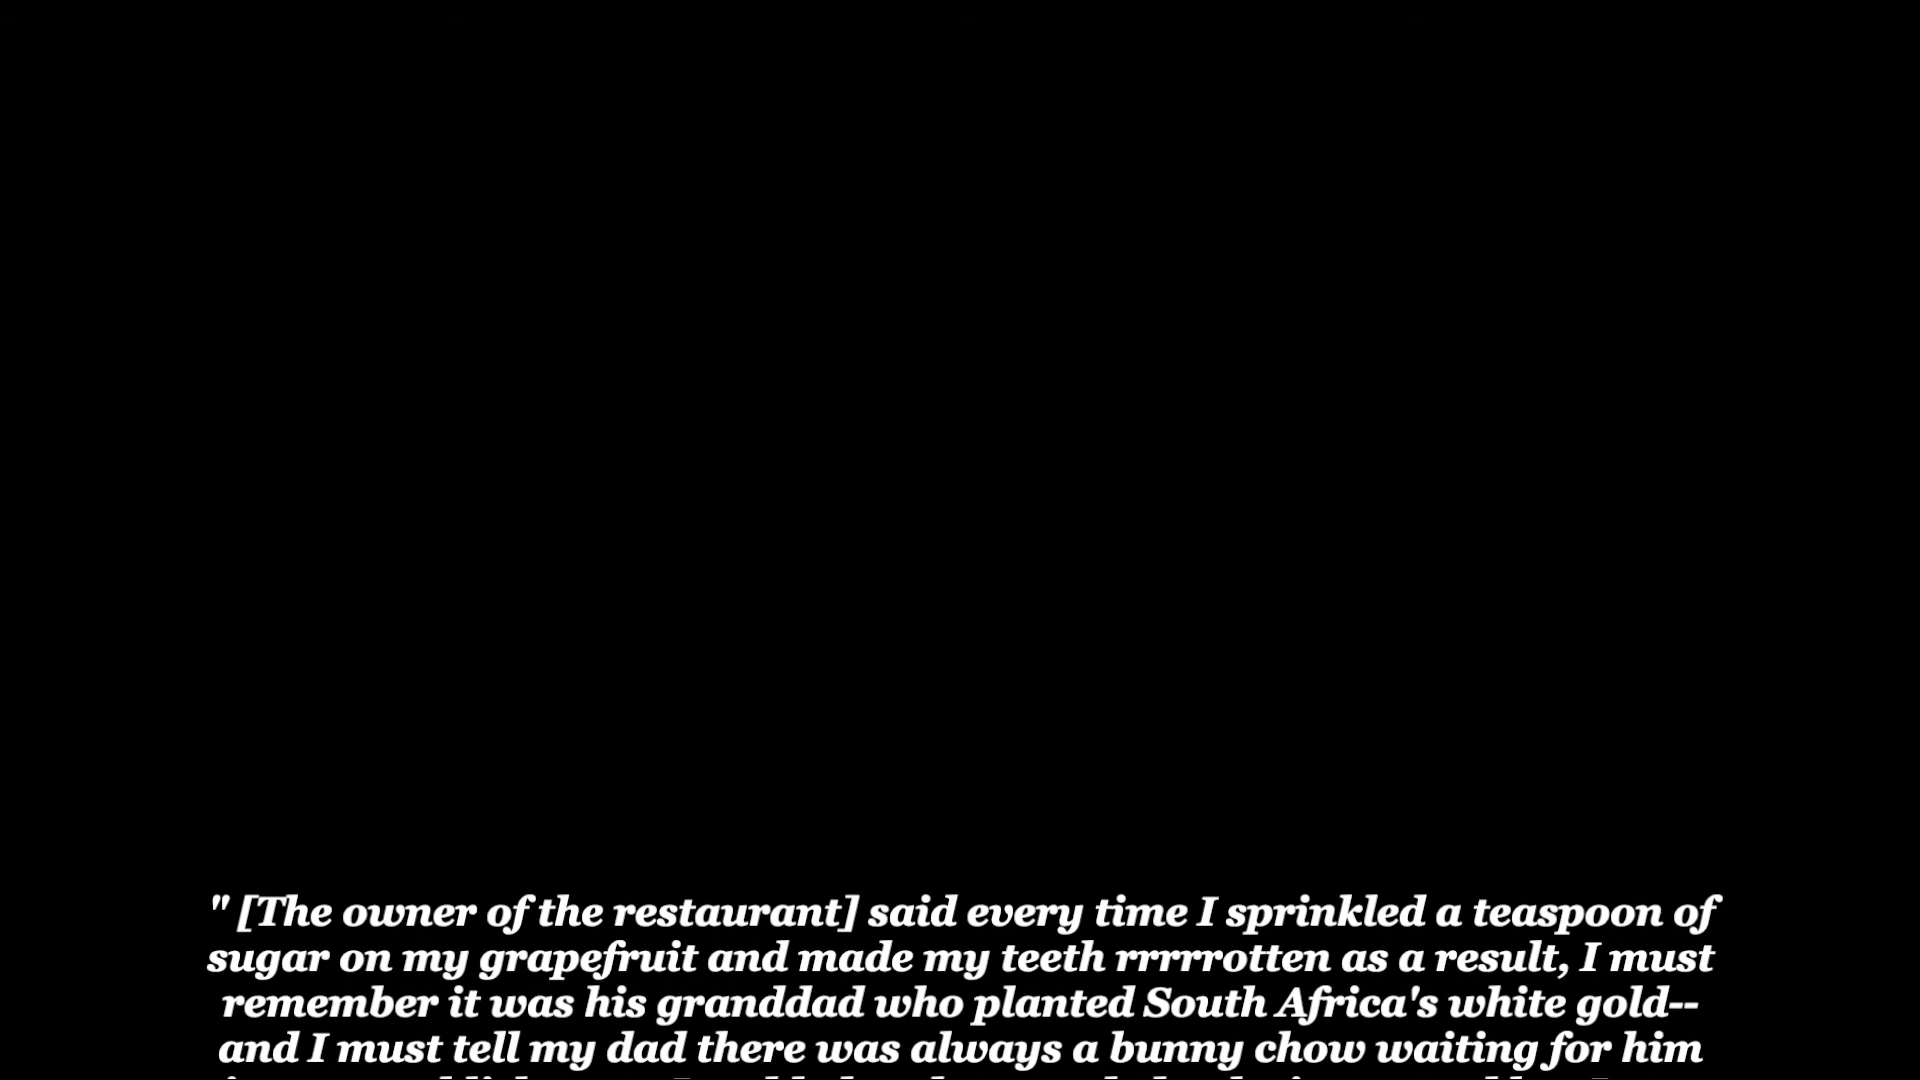 " [The owner of the restaurant] said every time I sprinkled a teaspoon of
sugar on my grapefruit and made my teeth rrrrrotten as a result, I must
remember it was his granddad who planted South Africa's white gold--
and I must tell my dad there was always a bunny chow waiting for him